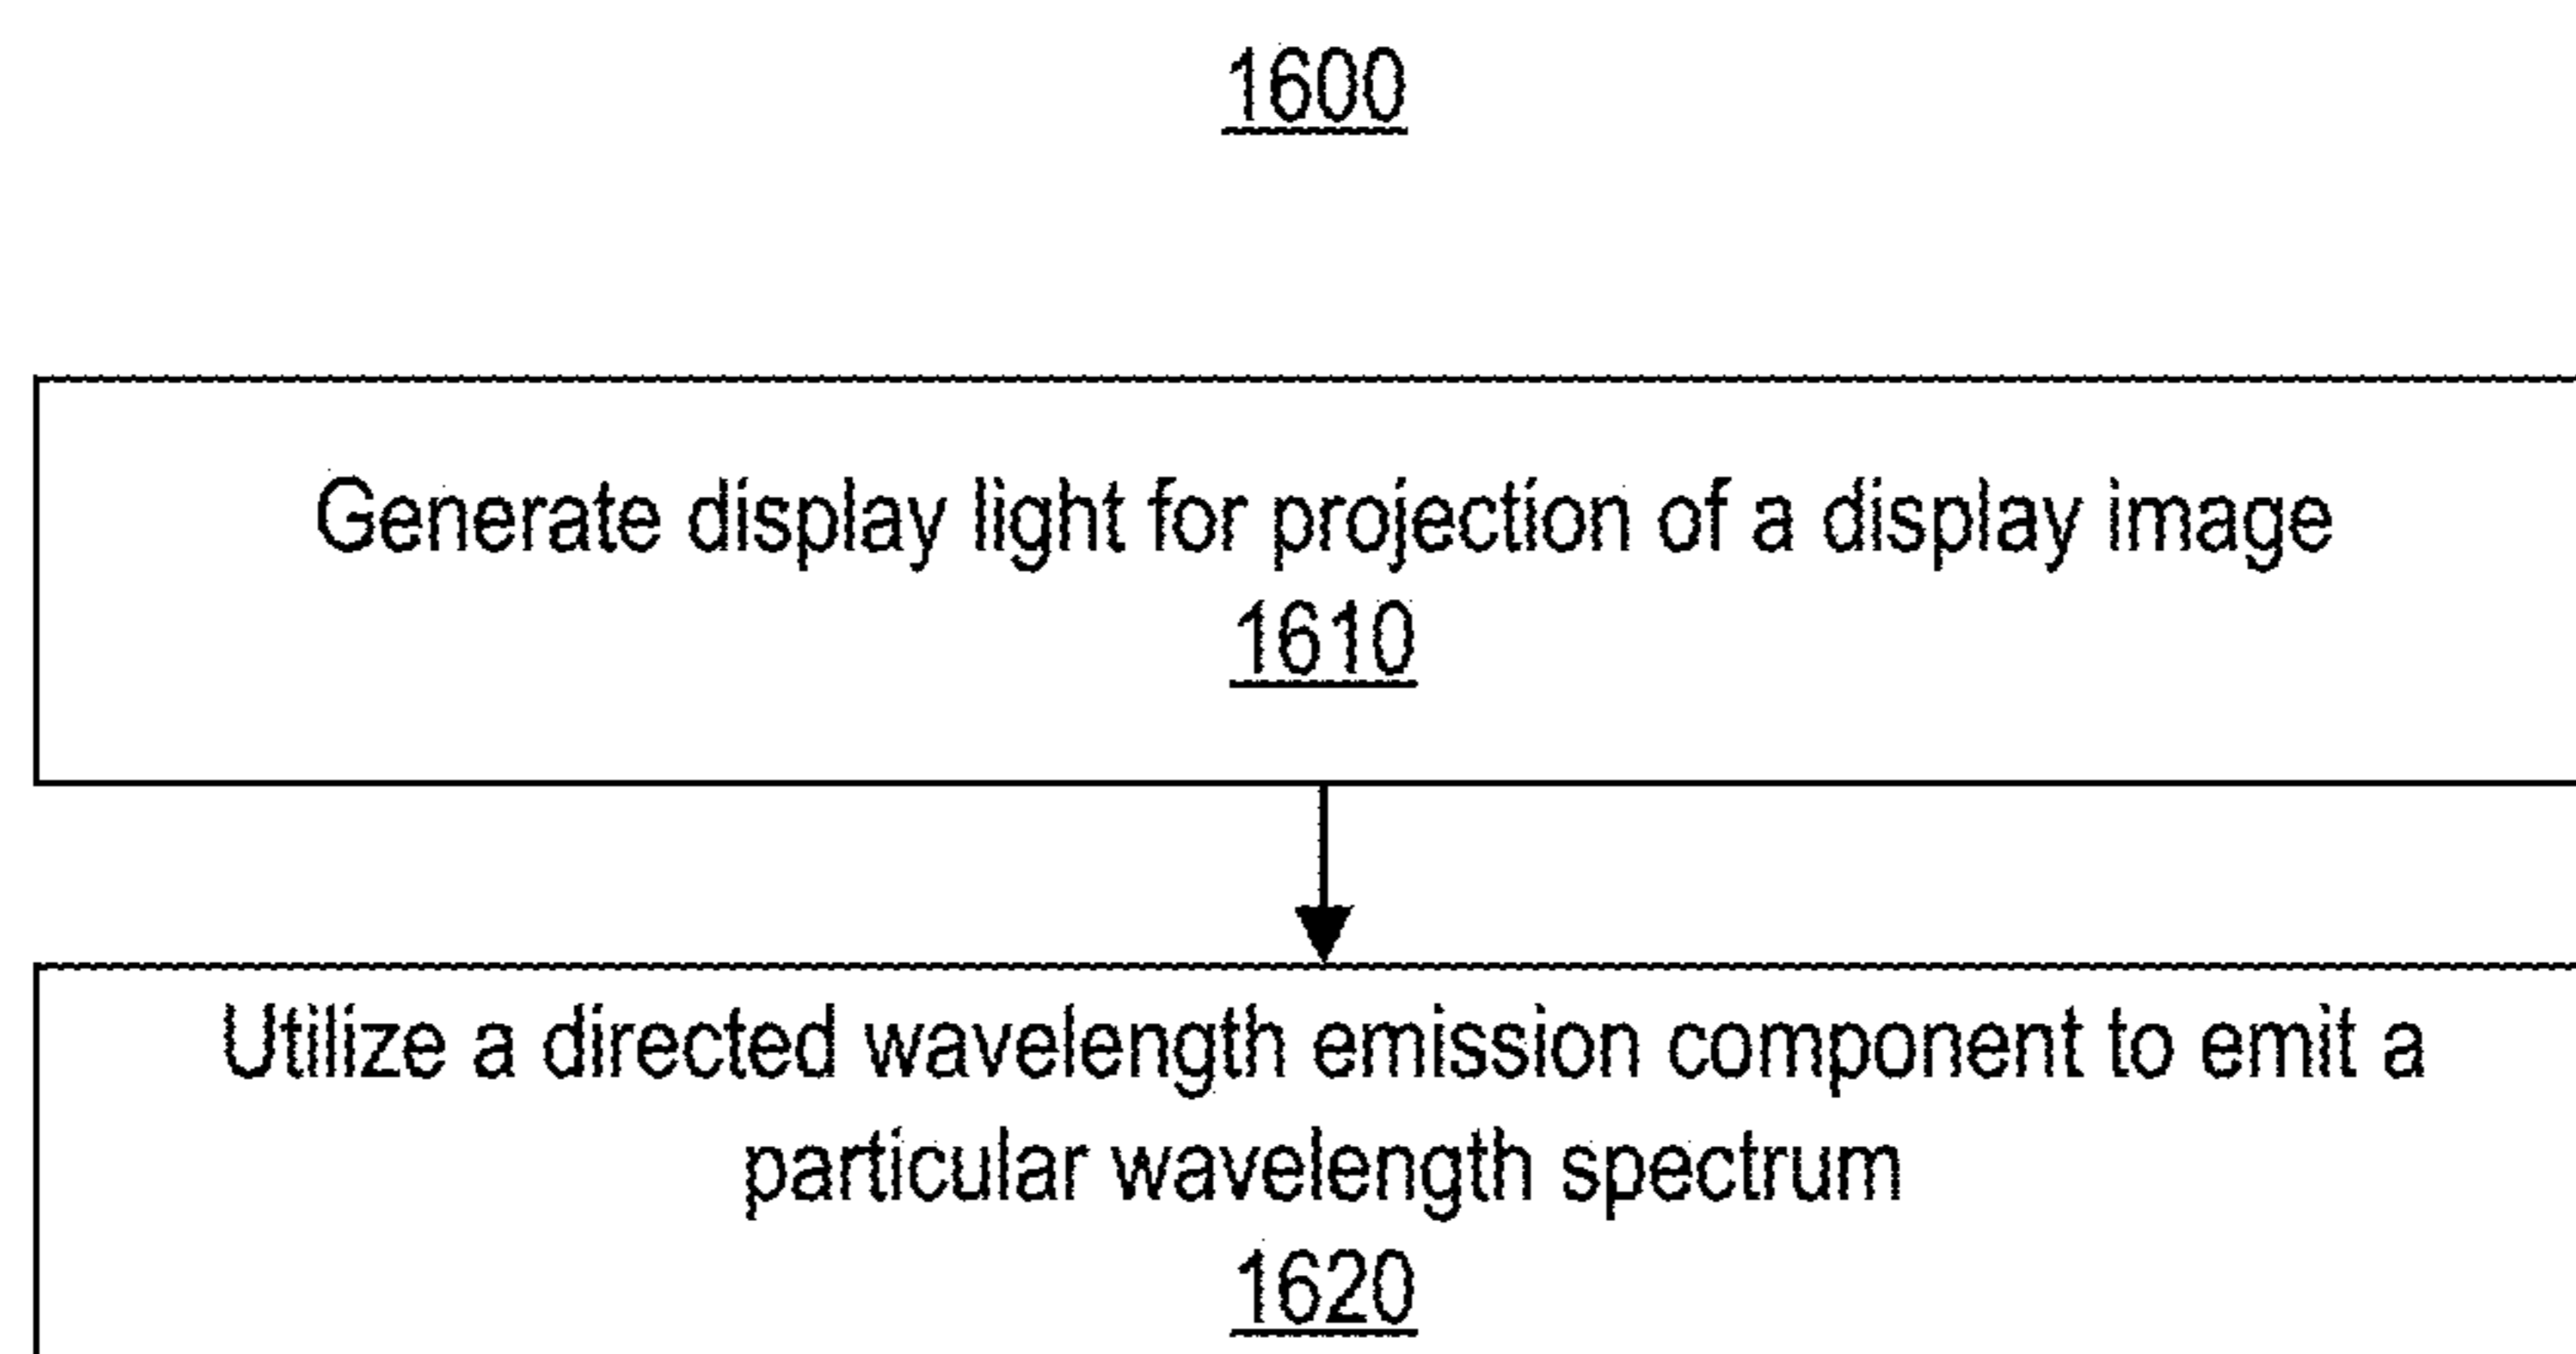 1600
Generate display light for projection of a display image
1610
Utilize a directed wavelength emission component to emit a
particular wavelength spectrum
1620